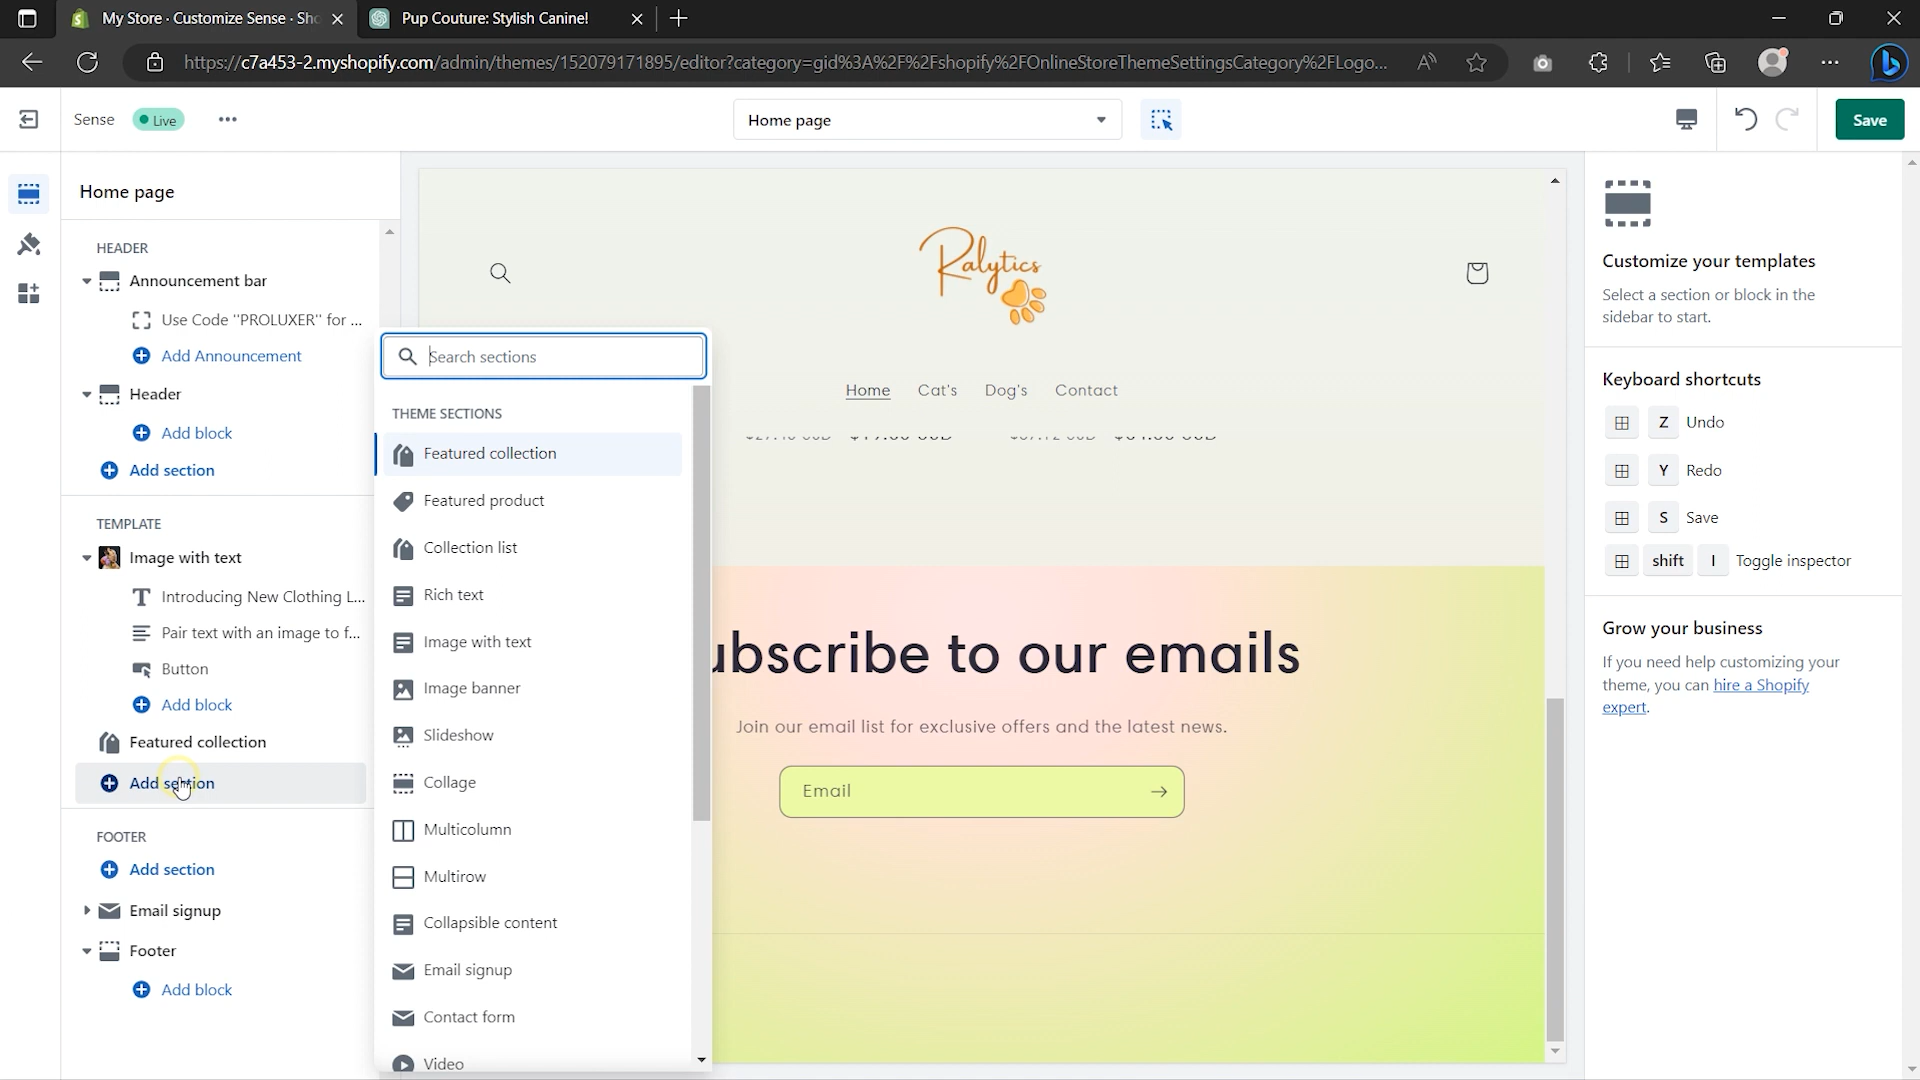 My Store · Customize Sense · Sho
Pup Couture: Stylish Canine!
https://c7a453-2.myshopify.com/admin/themes/152079171895/editor?category=gid%3A%2F%2Fshopify%2FOnlineStoreThemeSettingsCategory%2FLogo...
Sense
Live
Home page
Save
Home page
HEADER
Announcement bar
Use Code "PROLUXER" for ...
Add Announcement
Header
Add block
Add section
TEMPLATE
Image with text
Introducing New Clothing L...
Pair text with an image to f...
Button
Add block
Featured collection
Add section
FOOTER
Add section
Email signup
Footer
Add block
Search sections
THEME SECTIONS
Featured collection
Featured product
Collection list
Rich text
Image with text
Image banner
Slideshow
Collage
Multicolumn
Multirow
Collapsible content
Email signup
Contact form
Video
Ralytics
Home Cat's Dog's Contact
ubscribe to our emails
Join our email list for exclusive offers and the latest news.
Email
Customize your templates
Select a section or block in the
sidebar to start.
Keyboard shortcuts
Z Undo
Y Redo
S Save
shift I Toggle inspector
Grow your business
If you need help customizing your
theme, you can hire a Shopify
expert.